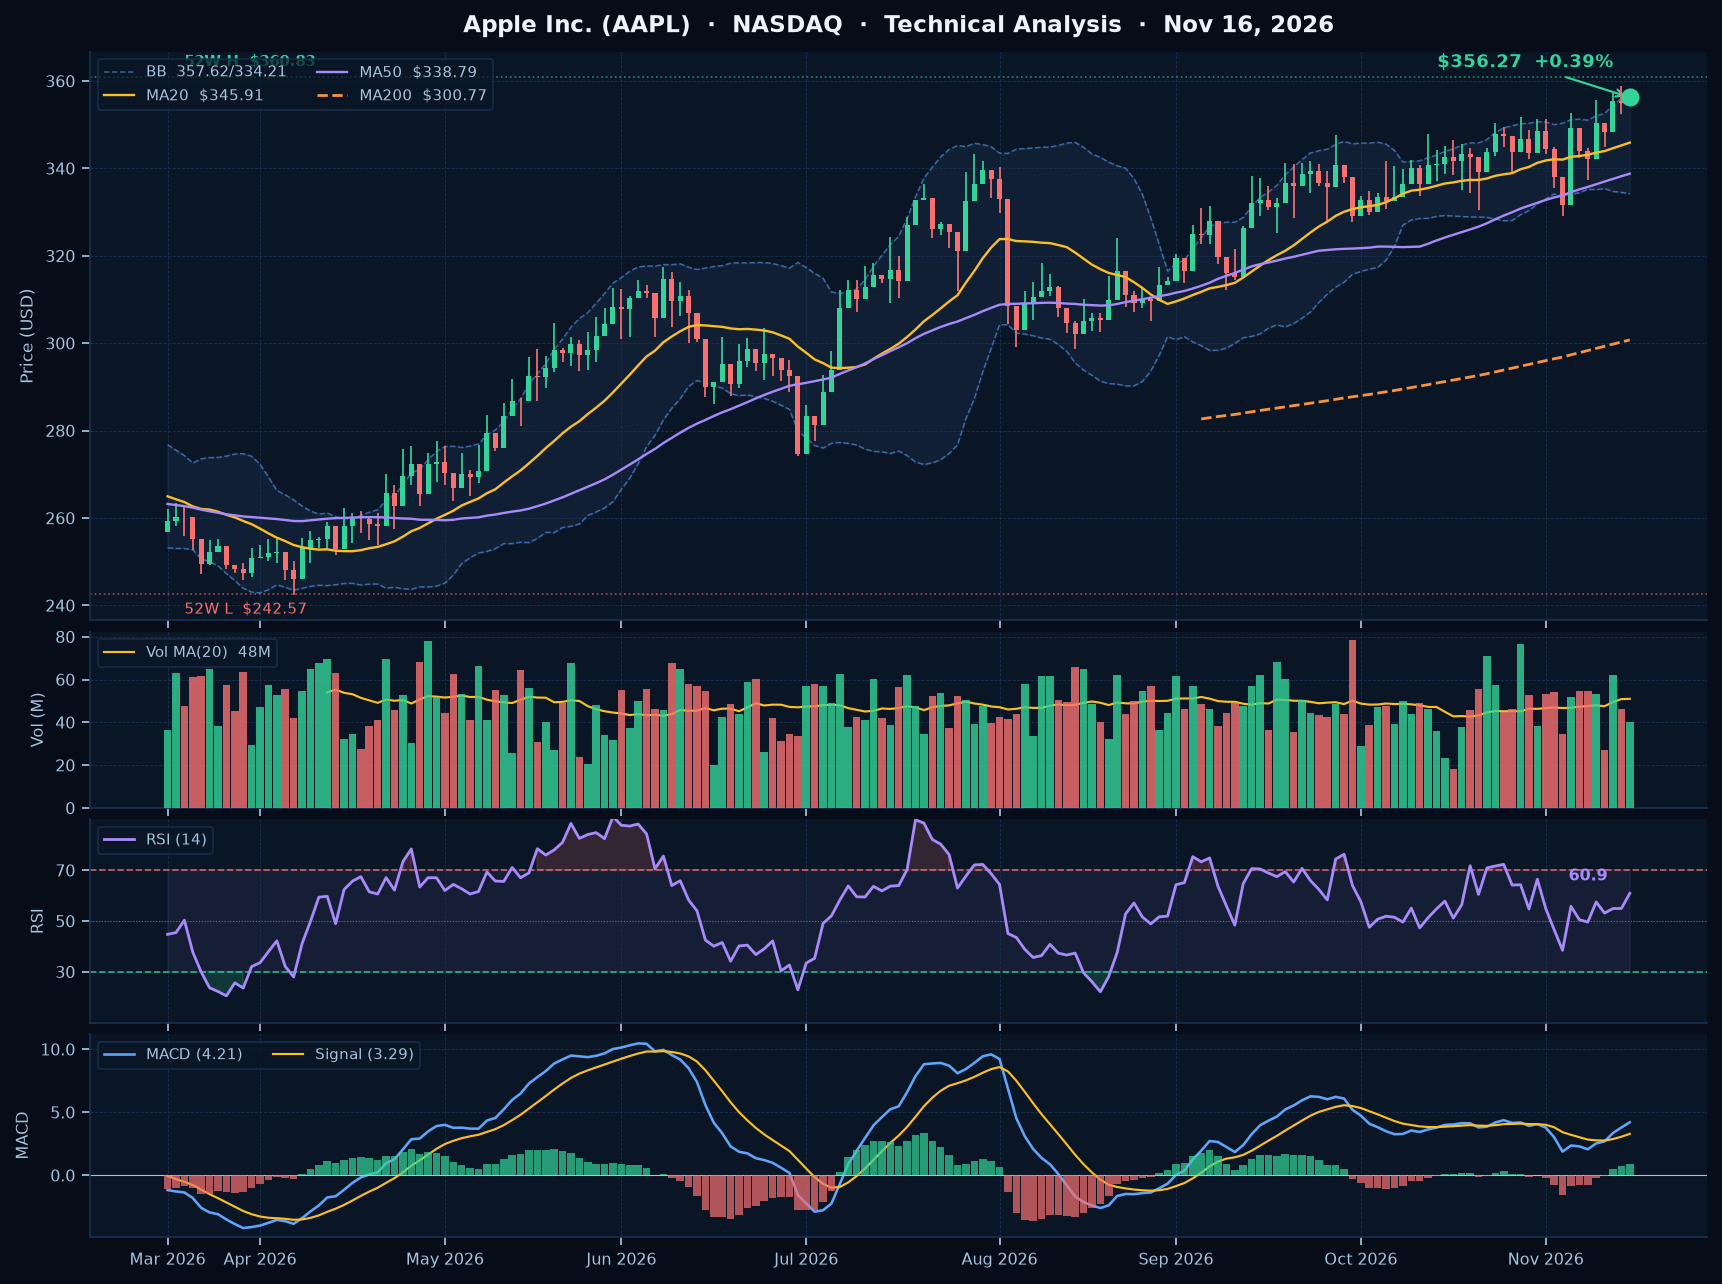 Apple Inc. (AAPL)  ·  NASDAQ  ·  Technical Analysis  ·  Nov 16, 2026
52W H  $360.83
BB  357.62/334.21
MA50  $338.79
MA20  $345.91
MA200  $300.77
$356.27  +0.39%
Price (USD)
360
340
320
300
280
260
240
52W L  $242.57
Vol (M)
80
60
40
20
0
Vol MA(20)  48M
RSI
RSI (14)
70
50
30
60.9
MACD
10.0
5.0
0.0
MACD (4.21)
Signal (3.29)
Mar 2026
Apr 2026
May 2026
Jun 2026
Jul 2026
Aug 2026
Sep 2026
Oct 2026
Nov 2026